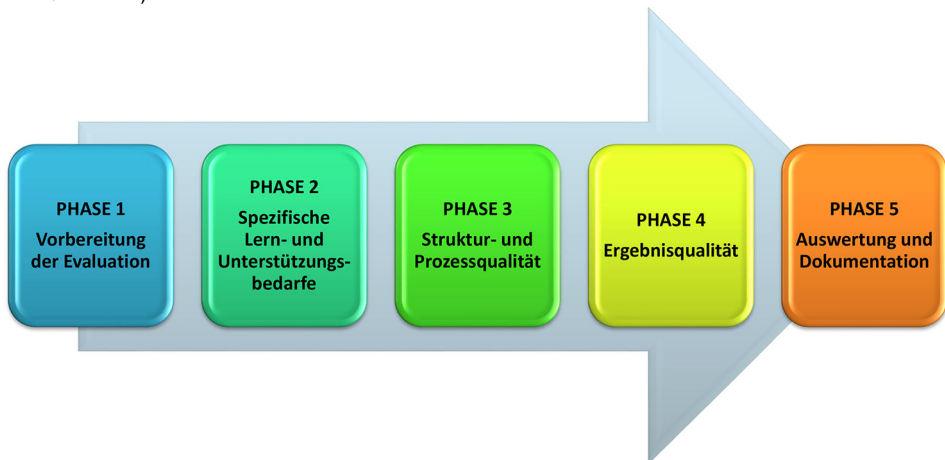 PHASE 1
Vorbereitung
der Evaluation
PHASE 2
Spezifische
Lern- und
Unterstützungs-
bedarfe
PHASE 3
Struktur- und
Prozessqualität
PHASE 4
Ergebnisqualität
PHASE 5
Auswertung und
Dokumentation